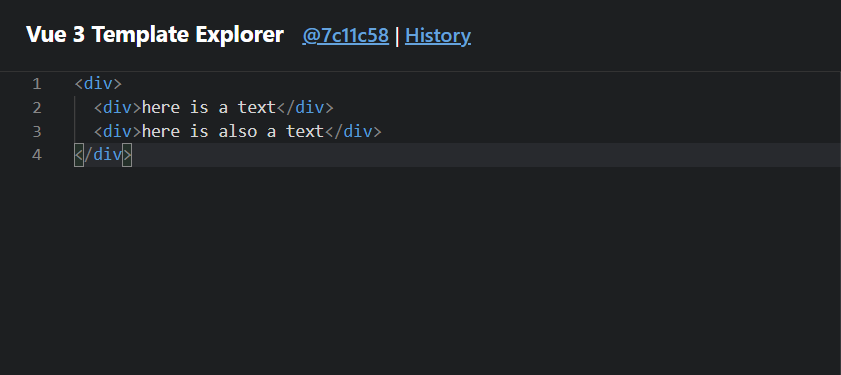 Vue 3 Template Explorer @7c11c58 | History
1 <div>
2   <div>here is a text</div>
3   <div>here is also a text</div>
4 </div>